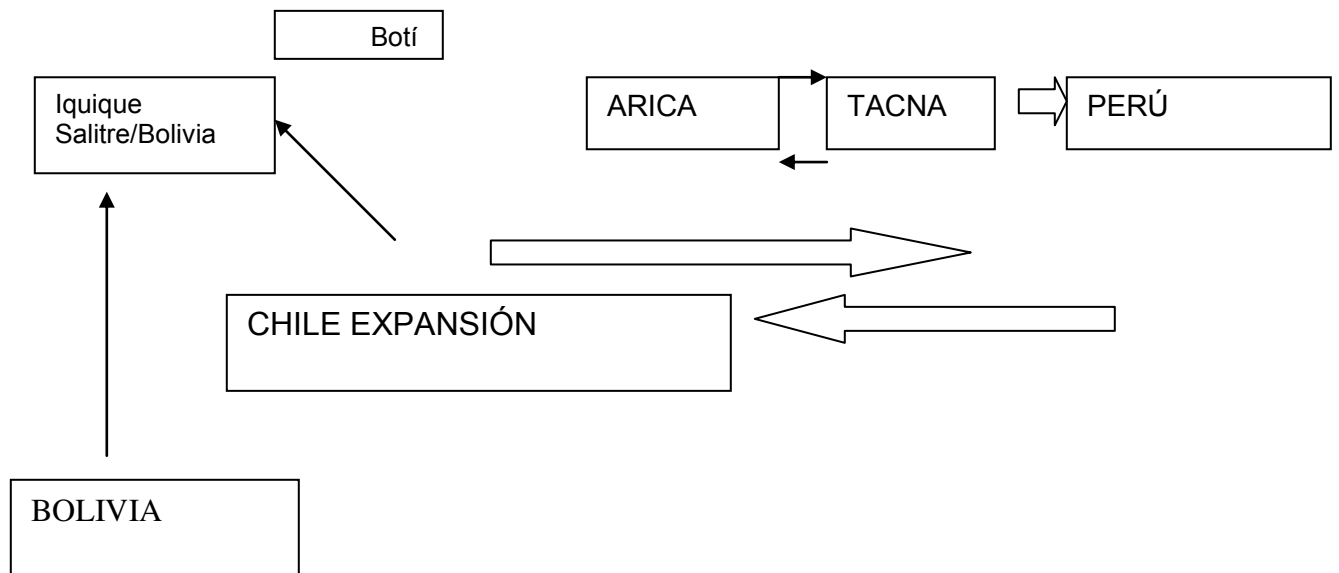 Botí
Iquique
Salitre/Bolivia
ARICA
TACNA
PERÚ
CHILE EXPANSIÓN
BOLIVIA